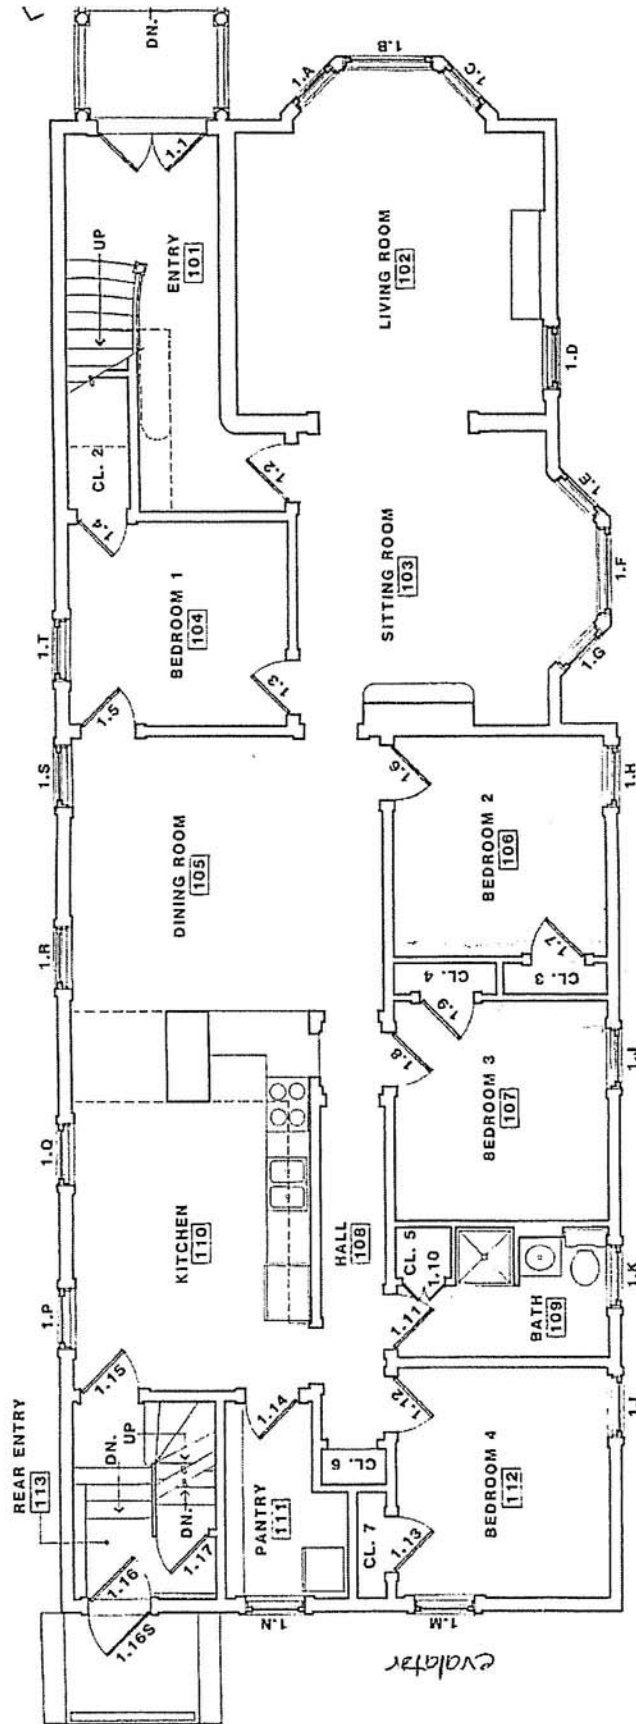 DN.
1.A
1.B
1.C
1.1
UP
ENTRY
101
LIVING ROOM
102
1.D
CL. 2
1.2
1.4
1.E
SITTING ROOM
103
1.F
1.T
BEDROOM 1
104
1.3
1.G
1.5
1.S
1.6
1.H
DINING ROOM
105
BEDROOM 2
106
1.R
1.7
CL. 4
CL. 3
1.9
1.8
1.J
BEDROOM 3
107
1.Q
KITCHEN
110
HALL
108
CL. 5
1.10
1.K
1.P
1.11
BATH
109
1.15
1.14
1.12
REAR ENTRY
113
DN.
UP
DN.
CL. 6
BEDROOM 4
112
PANTRY
111
CL. 7
1.13
1.17
1.16
1.16S
1.N
1.M
evalatar